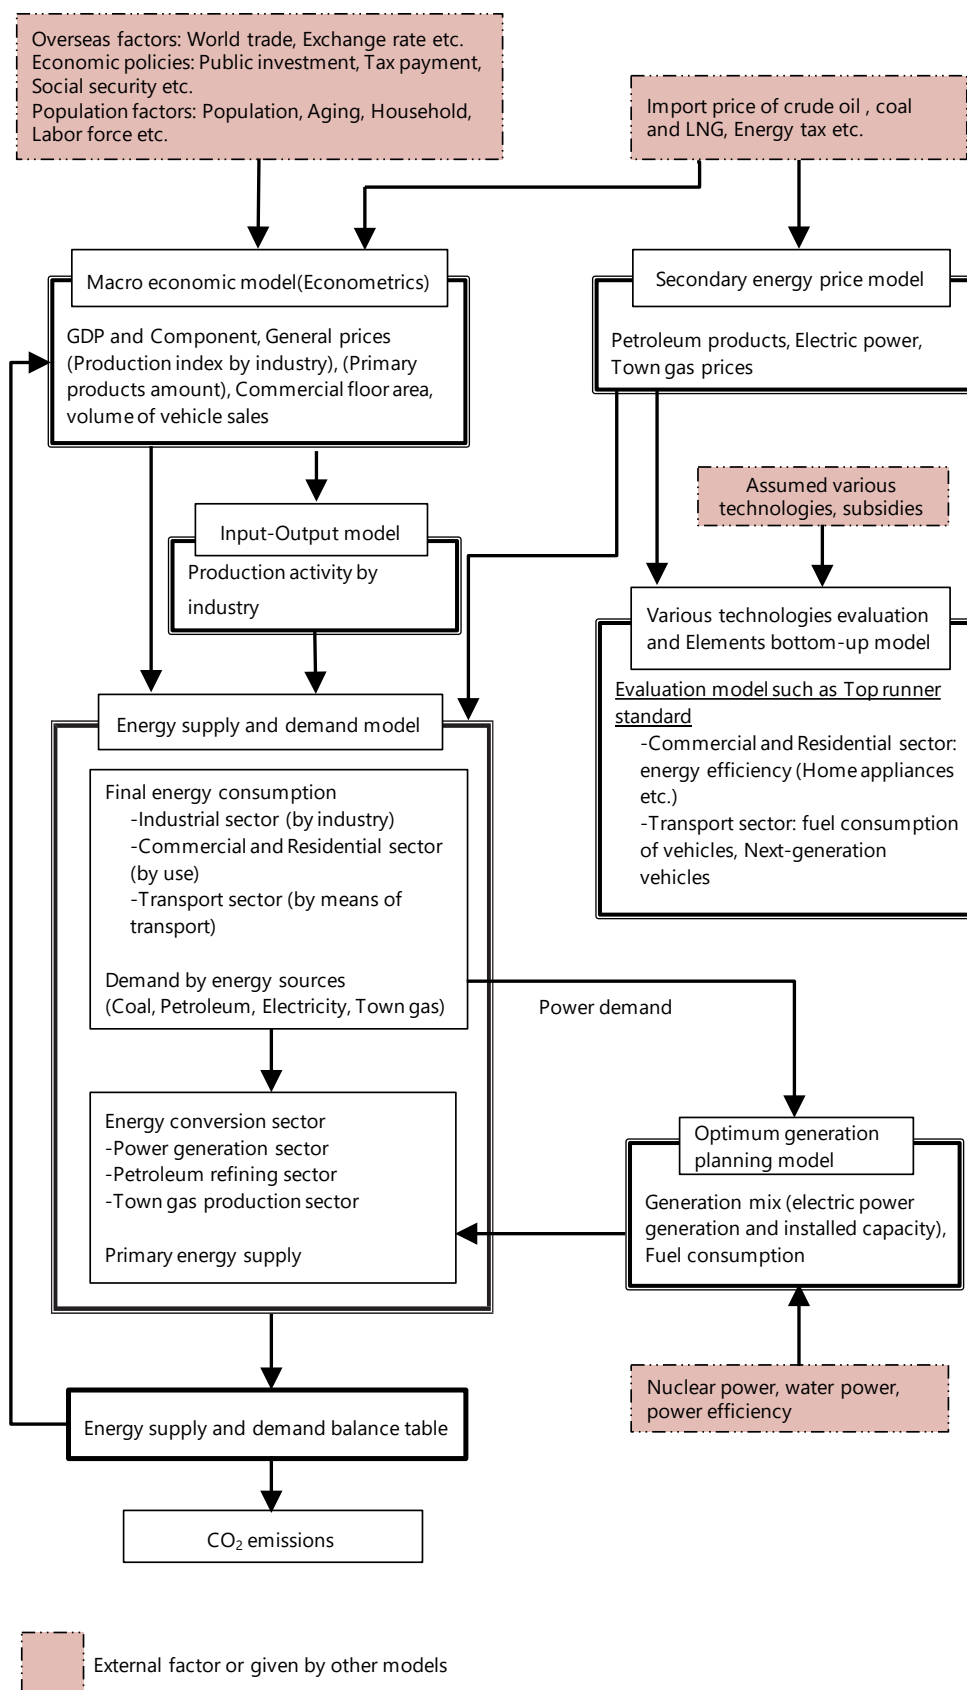 Overseas factors: World trade, Exchange rate etc.
Economic policies: Public investment, Tax payment,
Social security etc.
Population factors: Population, Aging, Household,
Labor force etc.
Import price of crude oil , coal
and LNG, Energy tax etc.
Macro economic model(Econometrics)
GDP and Component, General prices
(Production index by industry), (Primary
products amount), Commercial floor area,
volume of vehicle sales
Secondary energy price model
Petroleum products, Electric power,
Town gas prices
Assumed various
technologies, subsidies
Input-Output model
Production activity by
industry
Various technologies evaluation
and Elements bottom-up model
Evaluation model such as Top runner
standard
-Commercial and Residential sector:
energy efficiency (Home appliances
etc.)
-Transport sector: fuel consumption
of vehicles, Next-generation
vehicles
Energy supply and demand model
Final energy consumption
-Industrial sector (by industry)
-Commercial and Residential sector
(by use)
-Transport sector (by means of
transport)
Demand by energy sources
(Coal, Petroleum, Electricity, Town gas)
Power demand
Energy conversion sector
-Power generation sector
-Petroleum refining sector
-Town gas production sector
Primary energy supply
Optimum generation
planning model
Generation mix (electric power
generation and installed capacity),
Fuel consumption
Nuclear power, water power,
power efficiency
Energy supply and demand balance table
CO₂ emissions
External factor or given by other models